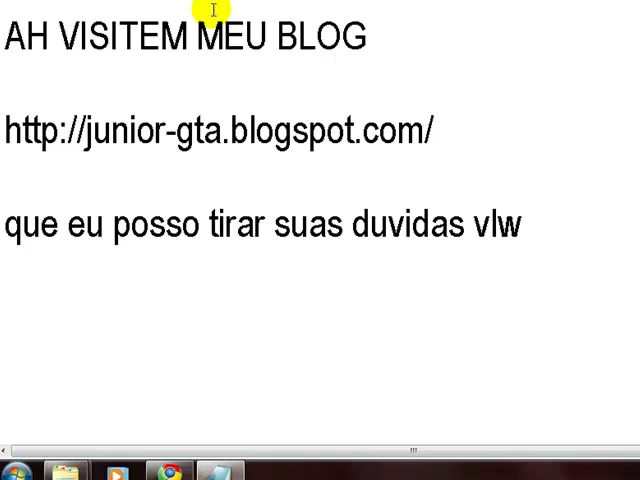 AH VISITEM MEU BLOG
http://junior-gta.blogspot.com/
que eu posso tirar suas duvidas vlw